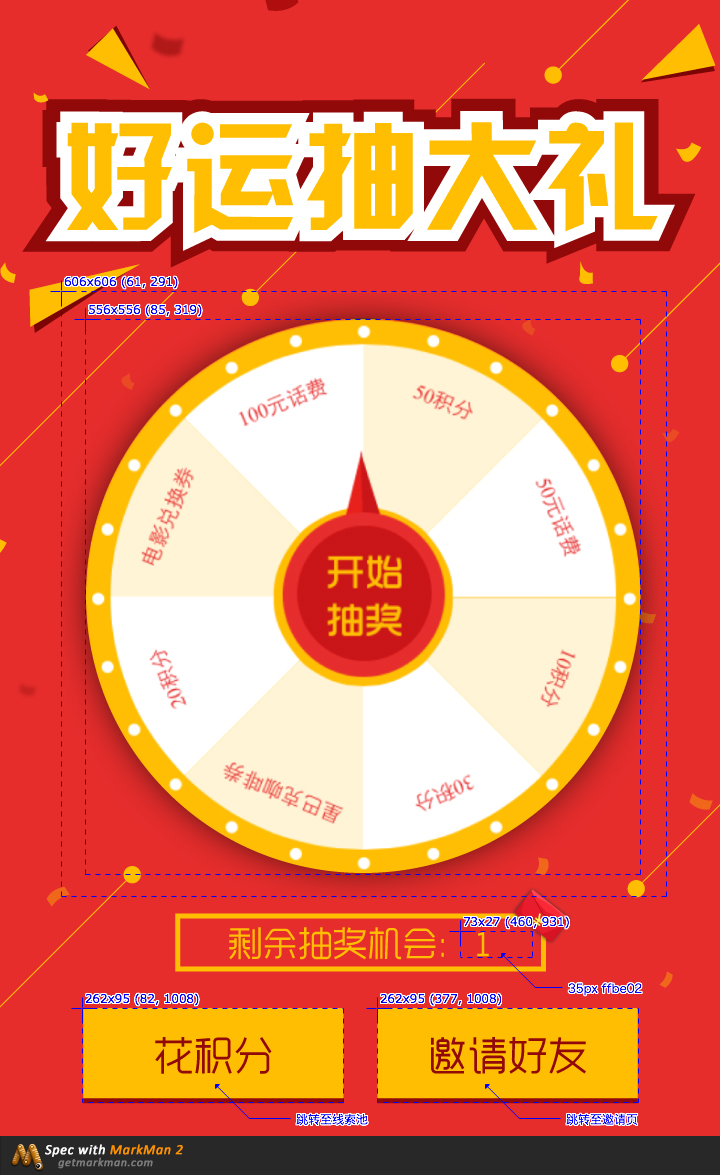 好运抽大礼
606x606 (61, 291)
556x556 (85, 319)
100元话费
50积分
50元话费
电影兑换券
开始
抽奖
10积分
20积分
30积分
星巴克咖啡券
73x27 (460, 931)
剩余抽奖机会: 1
35px ffbe02
262x95 (82, 1008)
262x95 (377, 1008)
花积分
邀请好友
跳转至线索池
跳转至邀请页
Spec with MarkMan 2
getmarkman.com